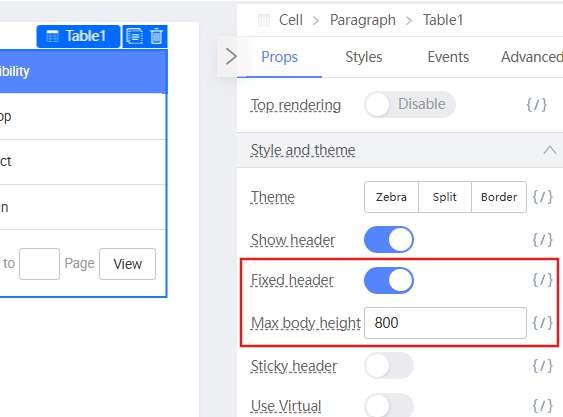 Cell > Paragraph > Table1
Table1
Props Styles Events Advanced
ibility
op
ct
n
to Page View
Top rendering Disable {/}
Style and theme
Theme Zebra Split Border {/}
Show header {/}
Fixed header {/}
Max body height 800 {/}
Sticky header {/}
Use Virtual {/}